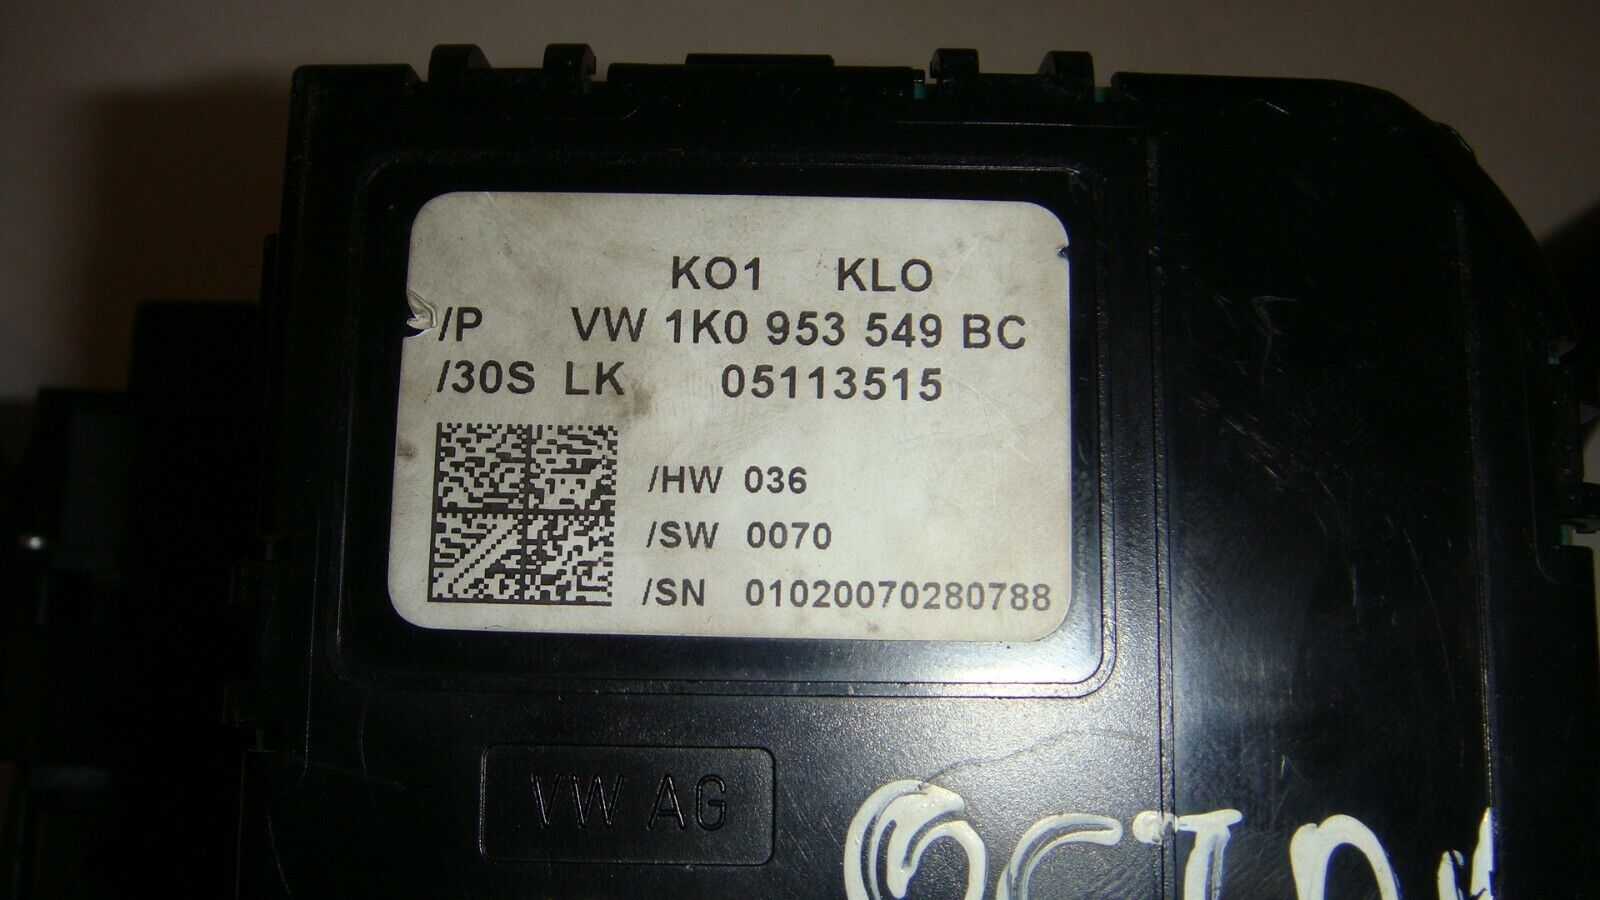 KO1 KLO
/P VW 1K0 953 549 BC
/30S LK 05113515
/HW 036
/SW 0070
/SN 01020070280788
VW AG